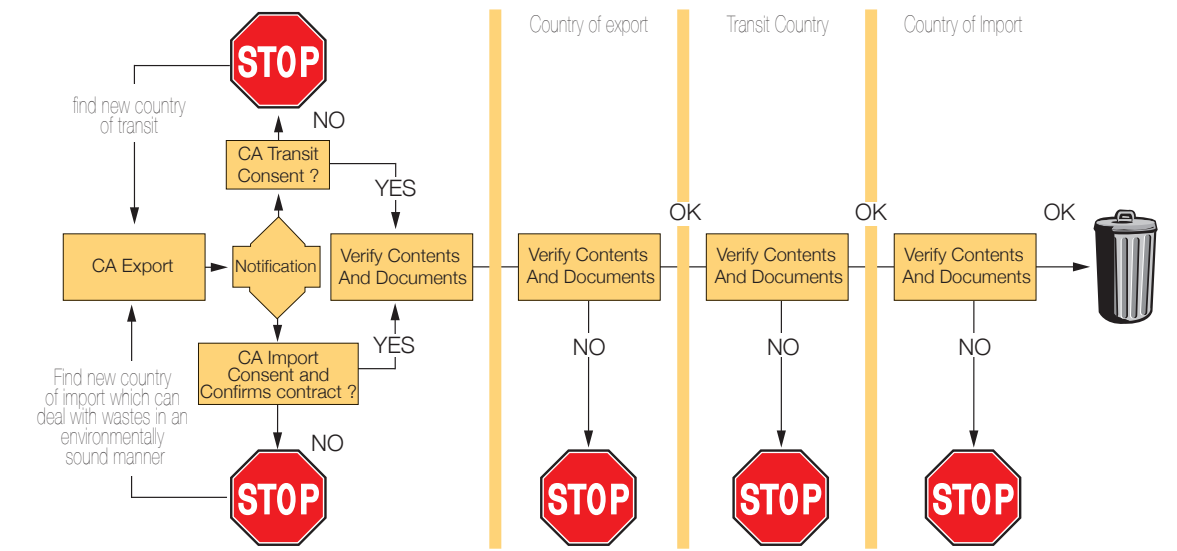 Country of export
Transit Country
Country of Import
STOP
find new country
of transit
NO
CA Transit
Consent ?
YES
OK
OK
OK
CA Export
Notification
Verify Contents
And Documents
Verify Contents
And Documents
Verify Contents
And Documents
Verify Contents
And Documents
YES
NO
NO
NO
CA Import
Consent and
Confirms contract ?
Find new country
of import which can
deal with wastes in an
environmentally
sound manner
NO
STOP
STOP
STOP
STOP